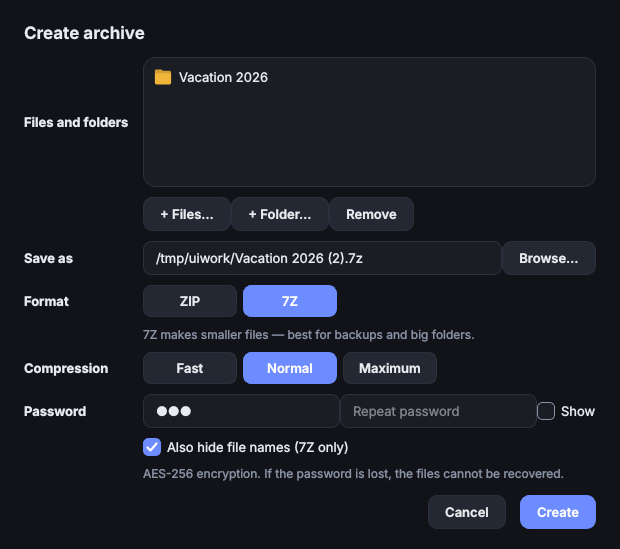 Create archive
Vacation 2026
Files and folders
+ Files... + Folder... Remove
Save as /tmp/uiwork/Vacation 2026 (2).7z Browse...
Format ZIP 7Z
7Z makes smaller files — best for backups and big folders.
Compression Fast Normal Maximum
Password ●●● Repeat password Show
Also hide file names (7Z only)
AES-256 encryption. If the password is lost, the files cannot be recovered.
Cancel Create